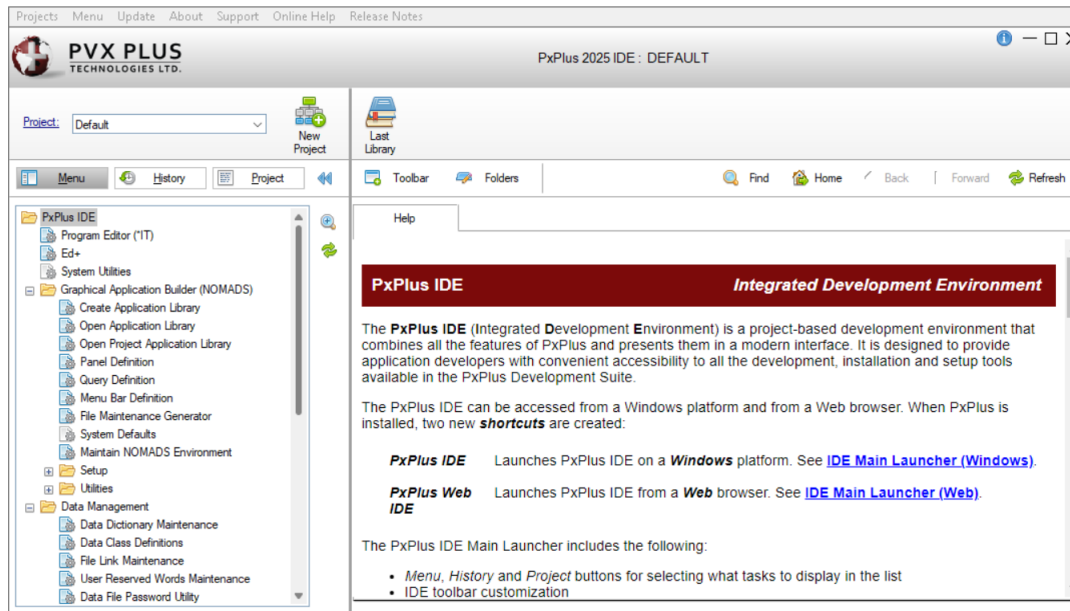 Projects Menu Update About Support Online Help Release Notes
PVX PLUS
TECHNOLOGIES LTD.
PxPlus 2025 IDE : DEFAULT
Project: Default
New
Project
Last
Library
Menu History Project
Toolbar Folders Find Home Back Forward Refresh
PxPlus IDE
Program Editor (*IT)
Ed+
System Utilities
Graphical Application Builder (NOMADS)
Create Application Library
Open Application Library
Open Project Application Library
Panel Definition
Query Definition
Menu Bar Definition
File Maintenance Generator
System Defaults
Maintain NOMADS Environment
Setup
Utilities
Data Management
Data Dictionary Maintenance
Data Class Definitions
File Link Maintenance
User Reserved Words Maintenance
Data File Password Utility
Help
PxPlus IDE Integrated Development Environment
The PxPlus IDE (Integrated Development Environment) is a project-based development environment that
combines all the features of PxPlus and presents them in a modern interface. It is designed to provide
application developers with convenient accessibility to all the development, installation and setup tools
available in the PxPlus Development Suite.
The PxPlus IDE can be accessed from a Windows platform and from a Web browser. When PxPlus is
installed, two new shortcuts are created:
PxPlus IDE Launches PxPlus IDE on a Windows platform. See IDE Main Launcher (Windows).
PxPlus Web Launches PxPlus IDE from a Web browser. See IDE Main Launcher (Web).
IDE
The PxPlus IDE Main Launcher includes the following:
• Menu, History and Project buttons for selecting what tasks to display in the list
• IDE toolbar customization